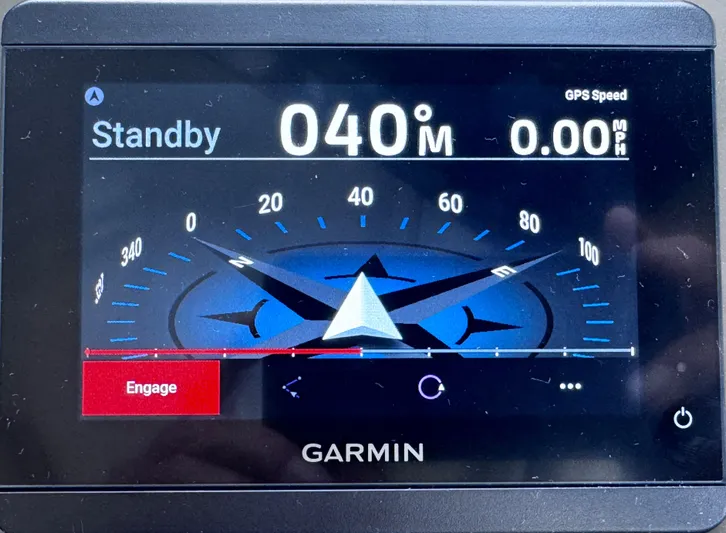 GPS Speed
Standby 040°M 0.00 MPH
340 0 20 40 60 80 100
N E
Engage
•••
GARMIN